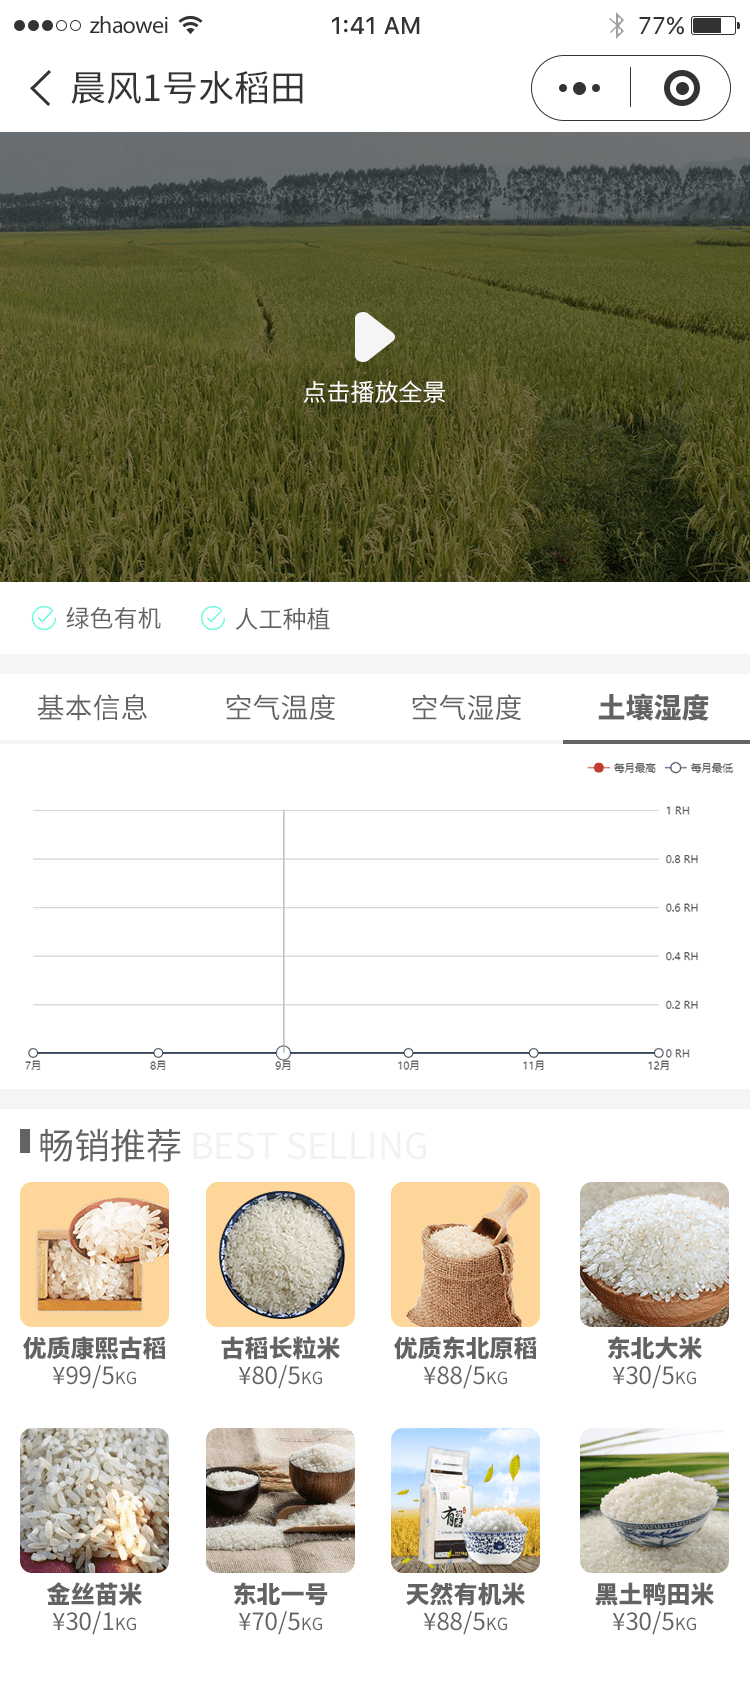 zhaowei 1:41 AM 77%
晨风1号水稻田
点击播放全景
绿色有机 人工种植
基本信息 空气温度 空气湿度 土壤湿度
每月最高 每月最低
1 RH
0.8 RH
0.6 RH
0.4 RH
0.2 RH
0 RH
7月 8月 9月 10月 11月 12月
畅销推荐 BEST SELLING
优质康熙古稻 古稻长粒米 优质东北原稻 东北大米
¥99/5KG ¥80/5KG ¥88/5KG ¥30/5KG
有
金丝苗米 东北一号 天然有机米 黑土鸭田米
¥30/1KG ¥70/5KG ¥88/5KG ¥30/5KG